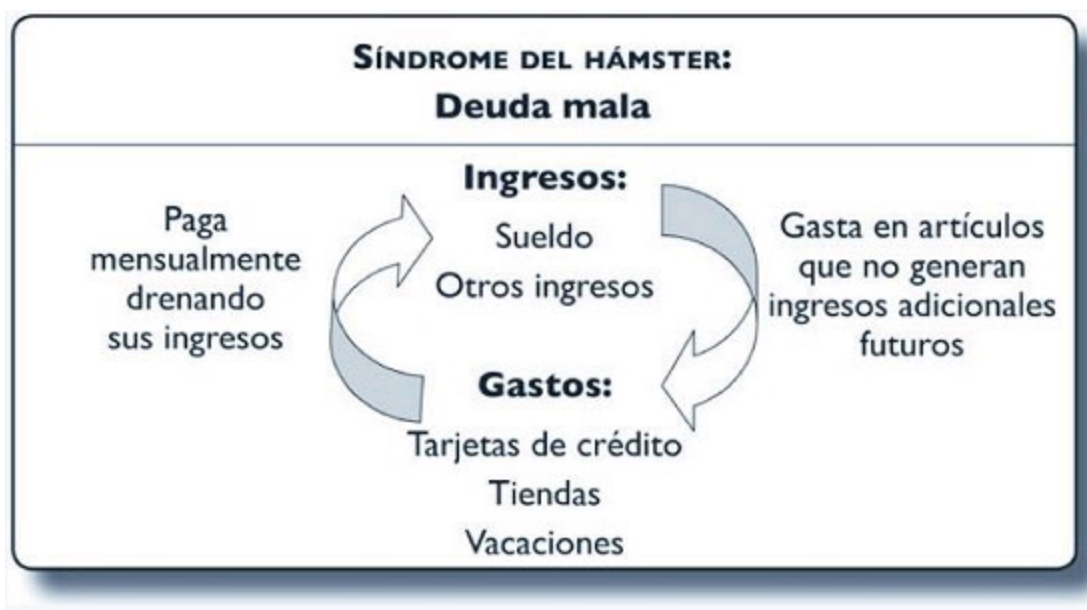 SÍNDROME DEL HÁMSTER:
Deuda mala
Ingresos:
Sueldo
Otros ingresos
Gasta en artículos
que no generan
ingresos adicionales
futuros
Gastos:
Tarjetas de crédito
Tiendas
Vacaciones
Paga
mensualmente
drenando
sus ingresos